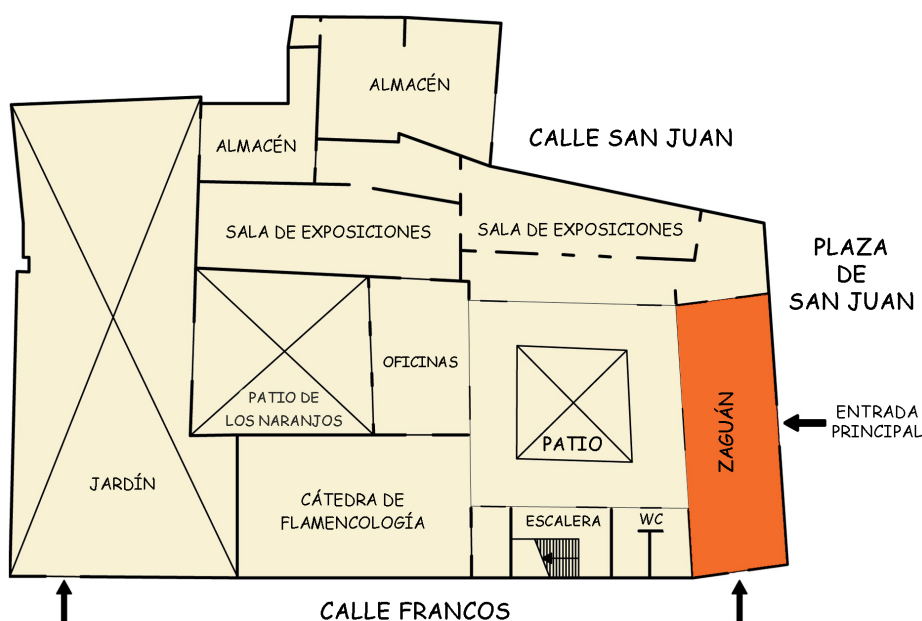 ALMACÉN
CALLE SAN JUAN
ALMACÉN
SALA DE EXPOSICIONES
SALA DE EXPOSICIONES
PLAZA
DE
SAN JUAN
OFICINAS
PATIO DE
LOS NARANJOS
PATIO
ZAGUÁN
ENTRADA
PRINCIPAL
JARDÍN
CÁTEDRA DE
FLAMENCOLOGÍA
ESCALERA
WC
CALLE FRANCOS